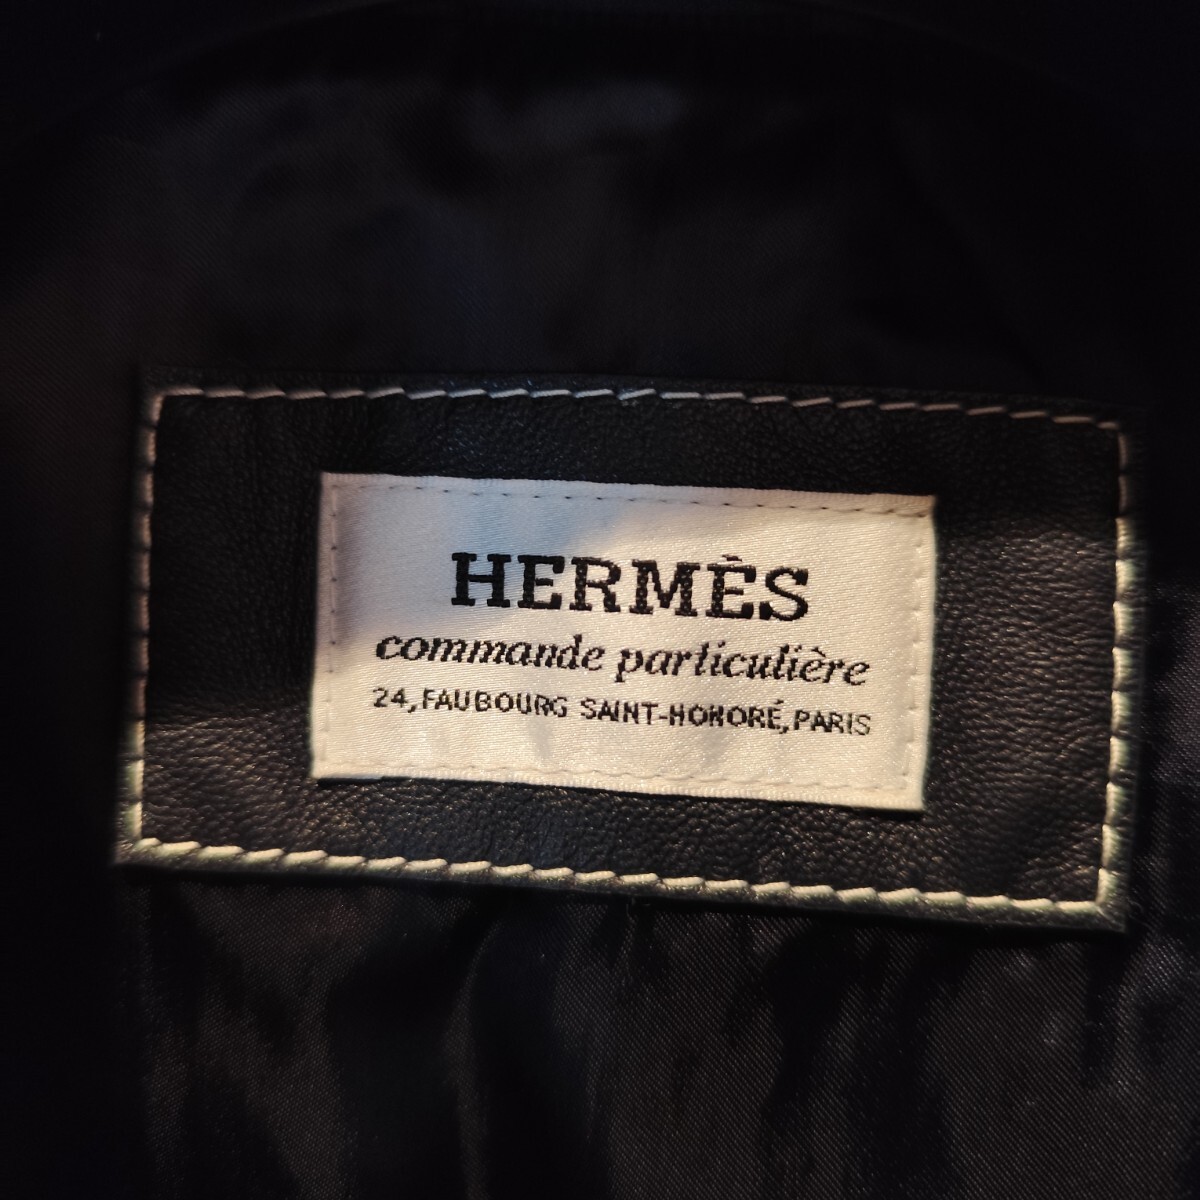 HERMÈS
commande particulière
24, FAUBOURG SAINT-HONORÉ, PARIS